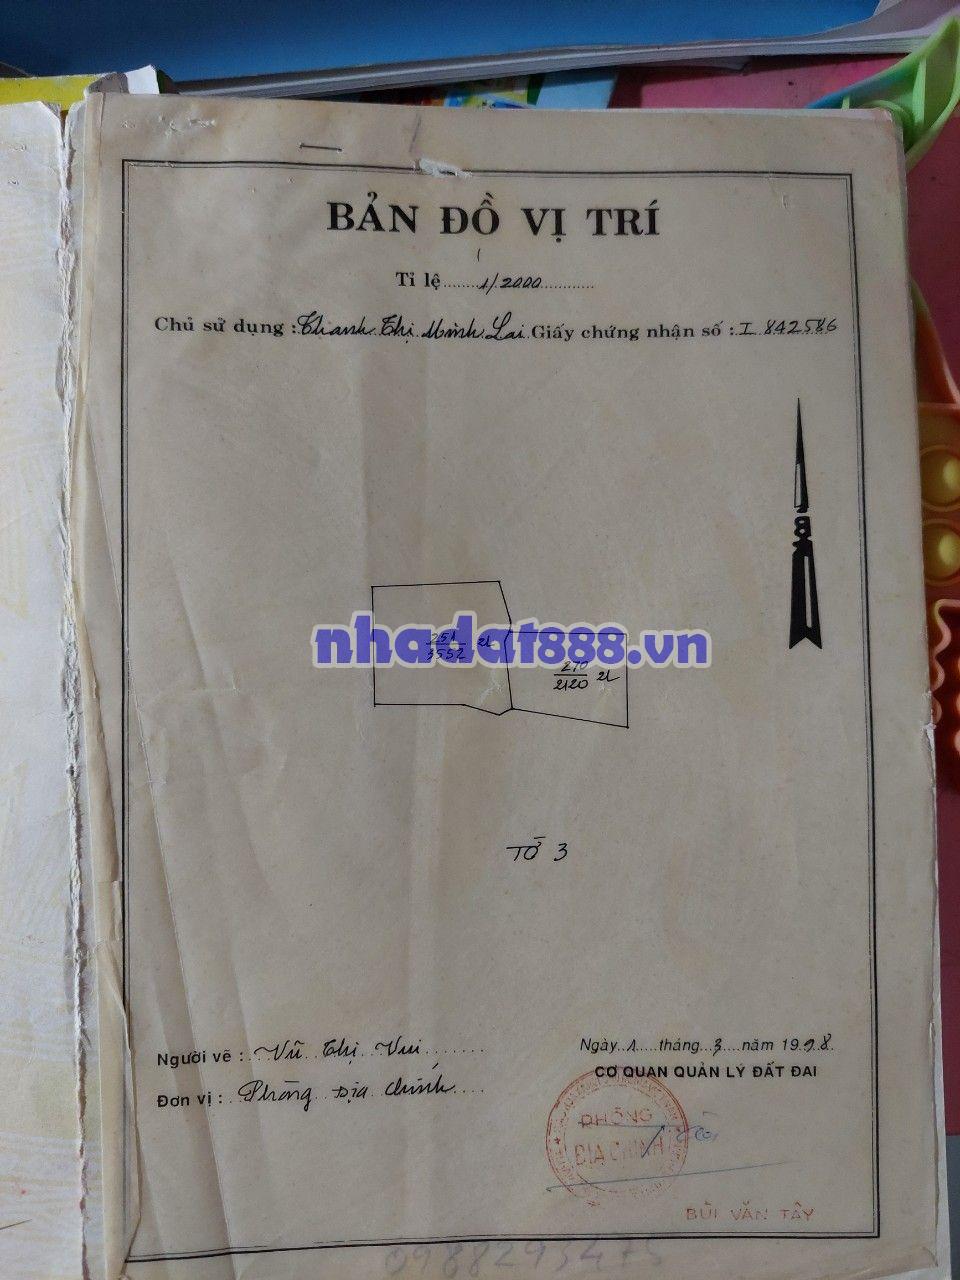 BẢN ĐỒ VỊ TRÍ
Tỉ lệ.......1/2000............
Chủ sử dụng : Thanh Thị Minh Lai Giấy chứng nhận số : I 842586
B
251
3552 2L
nhadat888.vn
270
2120 2L
TỜ 3
Người vẽ : Vũ Thị Vui
Đơn vị : Phòng Địa Chính
Ngày 1 tháng 3 năm 1998.
CƠ QUAN QUẢN LÝ ĐẤT ĐAI
PHÒNG
ĐỊA CHÍNH
BÙI VĂN TÂY